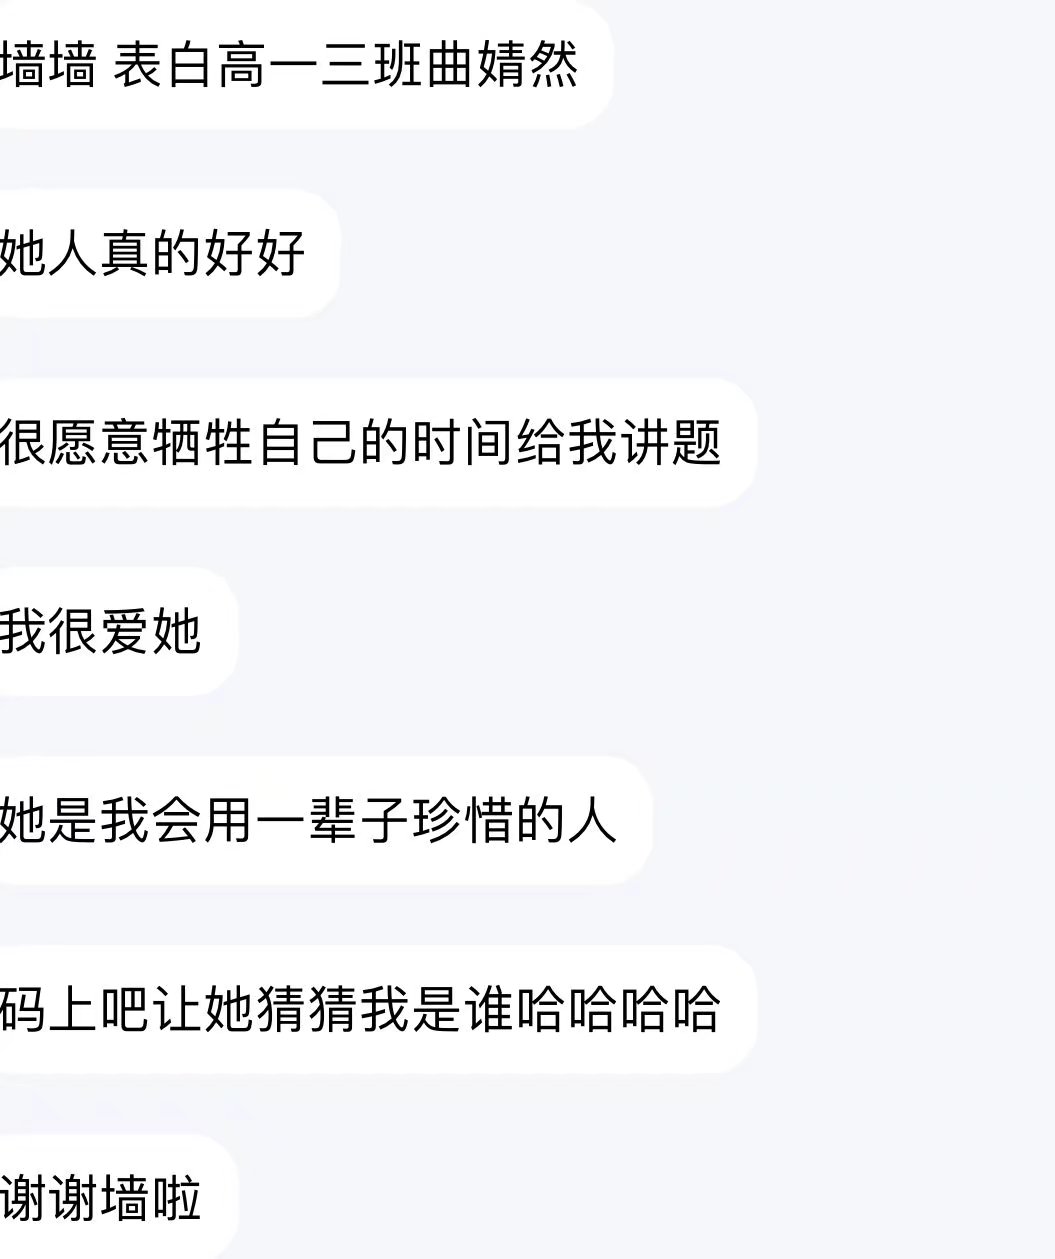 墙墙 表白高一三班曲婧然
她人真的好好
很愿意牺牲自己的时间给我讲题
我很爱她
她是我会用一辈子珍惜的人
码上吧让她猜猜我是谁哈哈哈哈
谢谢墙啦